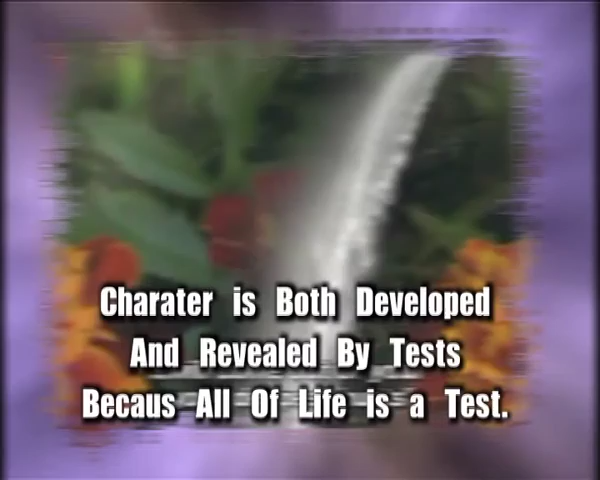 Charater is Both Developed
And Revealed By Tests
Becaus All Of Life is a Test.